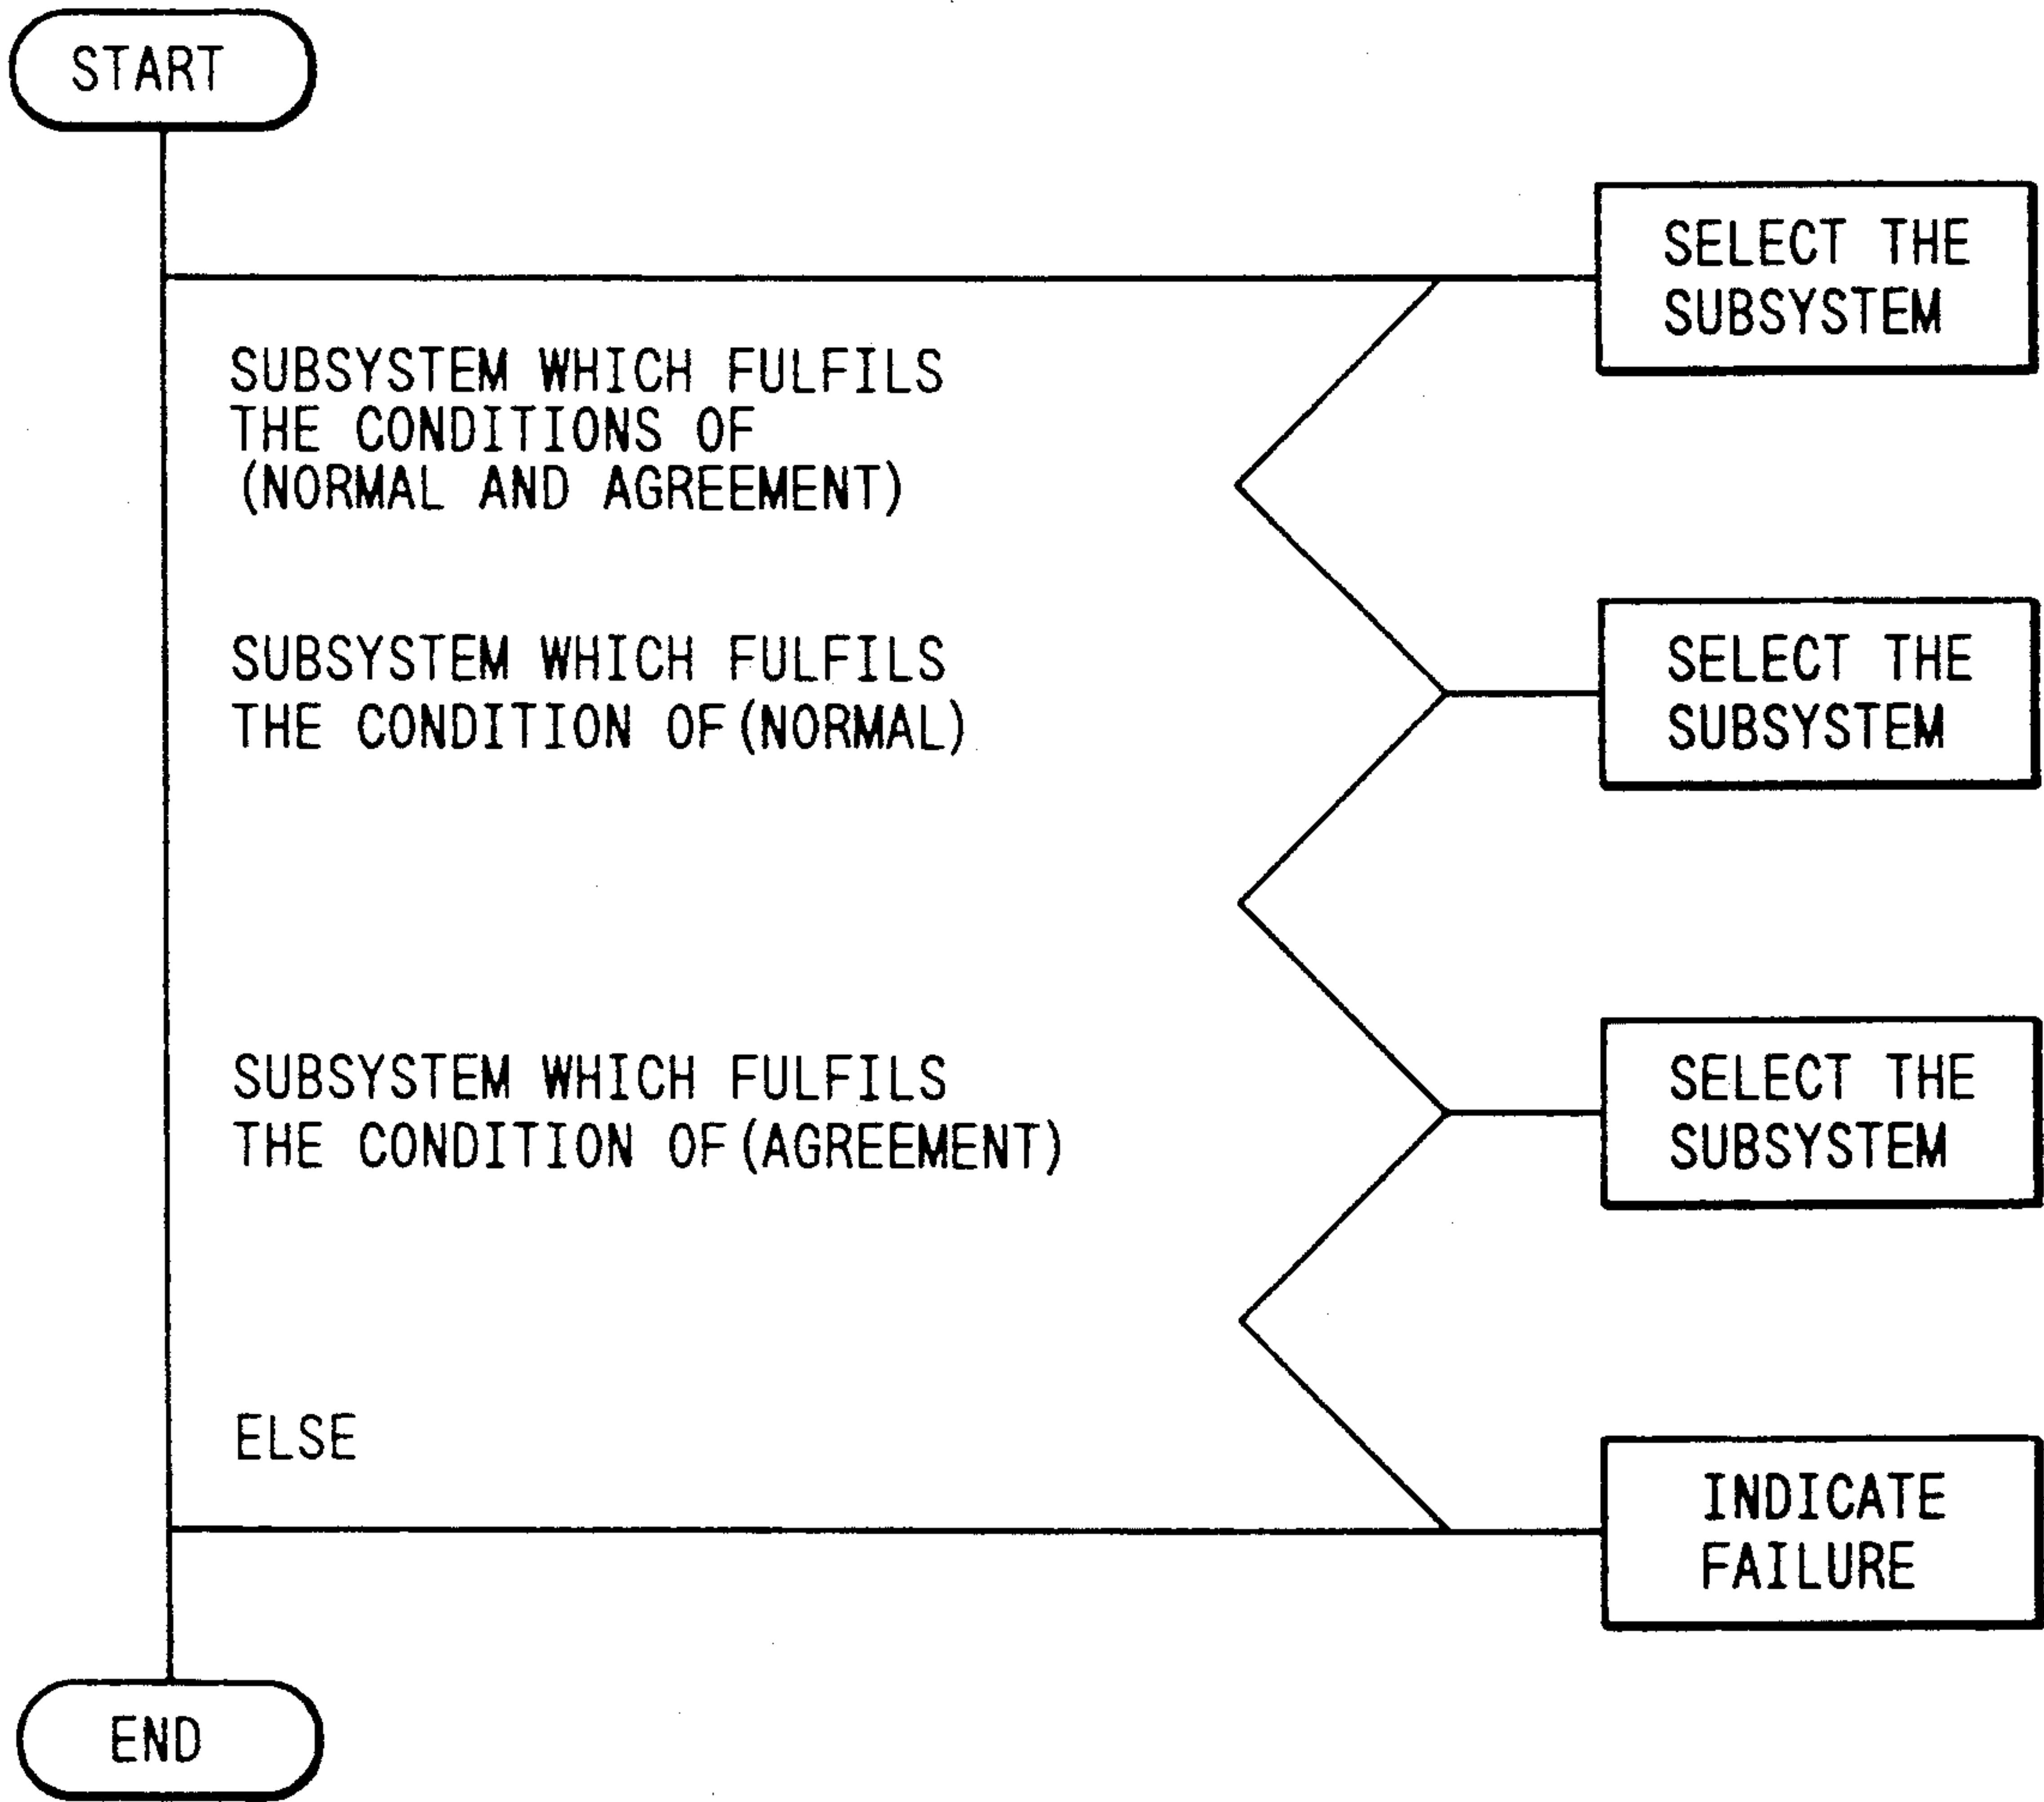 START
SELECT THE
SUBSYSTEM
SUBSYSTEM WHICH FULFILS
THE CONDITIONS OF
(NORMAL AND AGREEMENT)
SUBSYSTEM WHICH FULFILS
THE CONDITION OF (NORMAL)
SELECT THE
SUBSYSTEM
SUBSYSTEM WHICH FULFILS
THE CONDITION OF (AGREEMENT)
SELECT THE
SUBSYSTEM
ELSE
INDICATE
FAILURE
END